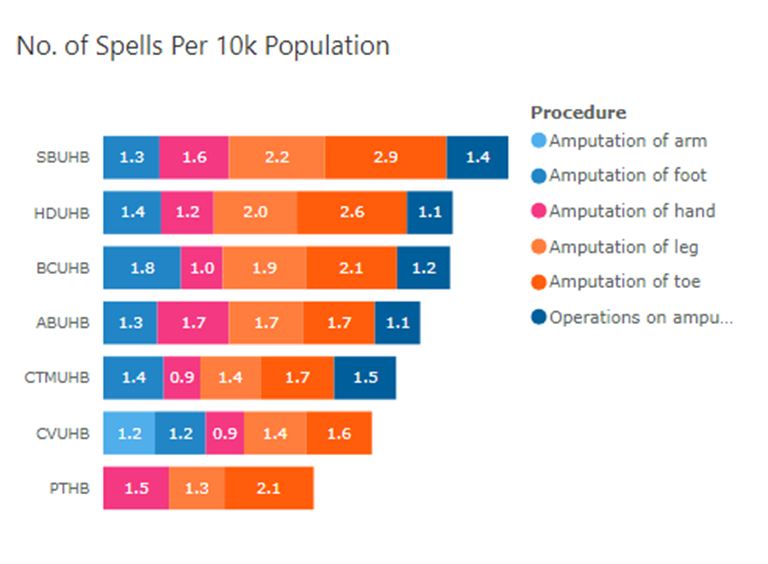 No. of Spells Per 10k Population
Procedure
Amputation of arm
Amputation of foot
Amputation of hand
Amputation of leg
Amputation of toe
Operations on ampu...
SBUHB 1.3 1.6 2.2 2.9 1.4
HDUHB 1.4 1.2 2.0 2.6 1.1
BCUHB 1.8 1.0 1.9 2.1 1.2
ABUHB 1.3 1.7 1.7 1.7 1.1
CTMUHB 1.4 0.9 1.4 1.7 1.5
CVUHB 1.2 1.2 0.9 1.4 1.6
PTHB 1.5 1.3 2.1